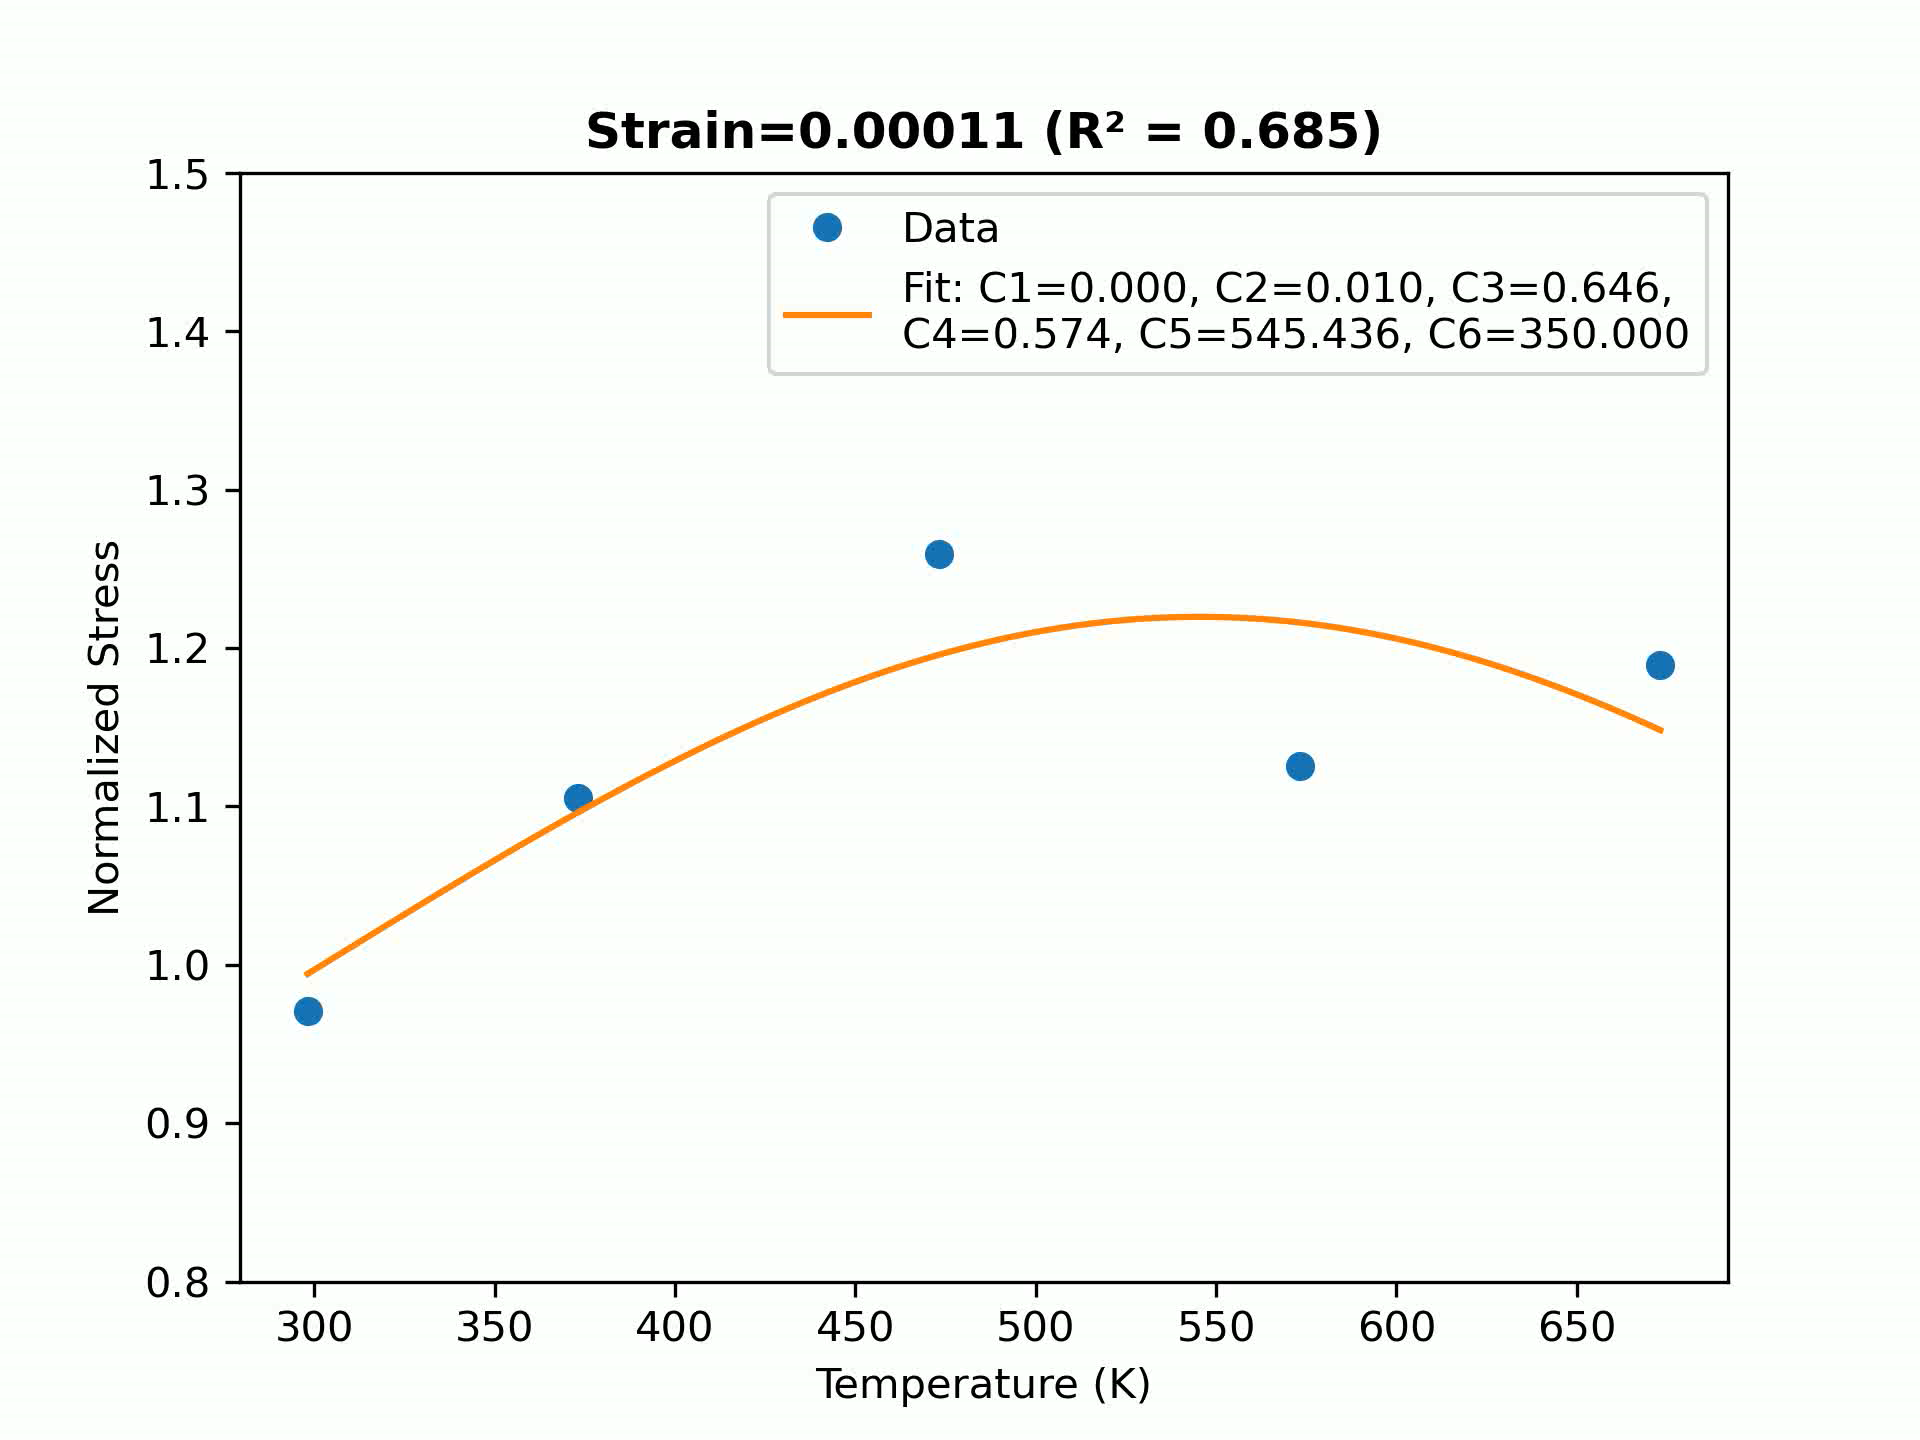 Strain=0.00011 (R² = 0.685)
1.5
1.4
1.3
1.2
1.1
1.0
0.9
0.8
Normalized Stress
Data
Fit: C1=0.000, C2=0.010, C3=0.646,
C4=0.574, C5=545.436, C6=350.000
300 350 400 450 500 550 600 650
Temperature (K)